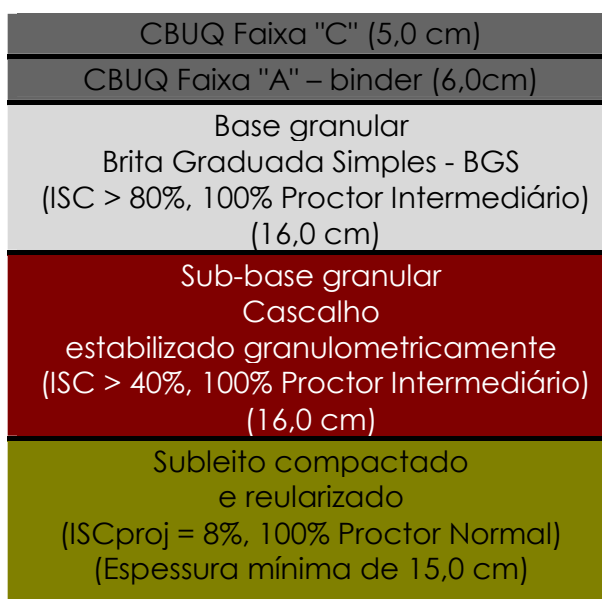 CBUQ Faixa "C" (5,0 cm)
CBUQ Faixa "A" – binder (6,0cm)
Base granular
Brita Graduada Simples - BGS
(ISC > 80%, 100% Proctor Intermediário)
(16,0 cm)
Sub-base granular
Cascalho
estabilizado granulometricamente
(ISC > 40%, 100% Proctor Intermediário)
(16,0 cm)
Subleito compactado
e reularizado
(ISCproj = 8%, 100% Proctor Normal)
(Espessura mínima de 15,0 cm)